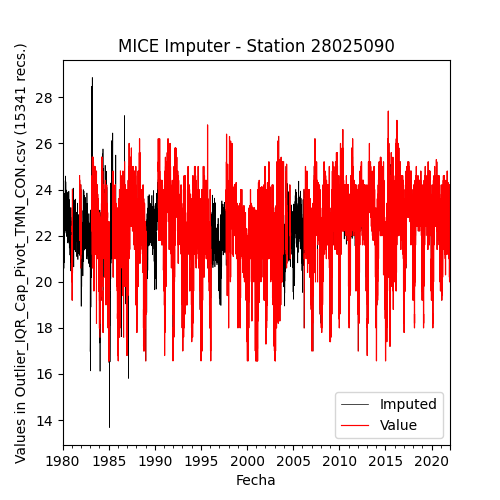 MICE Imputer - Station 28025090
Values in Outlier_IQR_Cap_Pivot_TMN_CON.csv (15341 recs.)
28
26
24
22
20
18
16
14
Imputed
Value
1980 1985 1990 1995 2000 2005 2010 2015 2020
Fecha